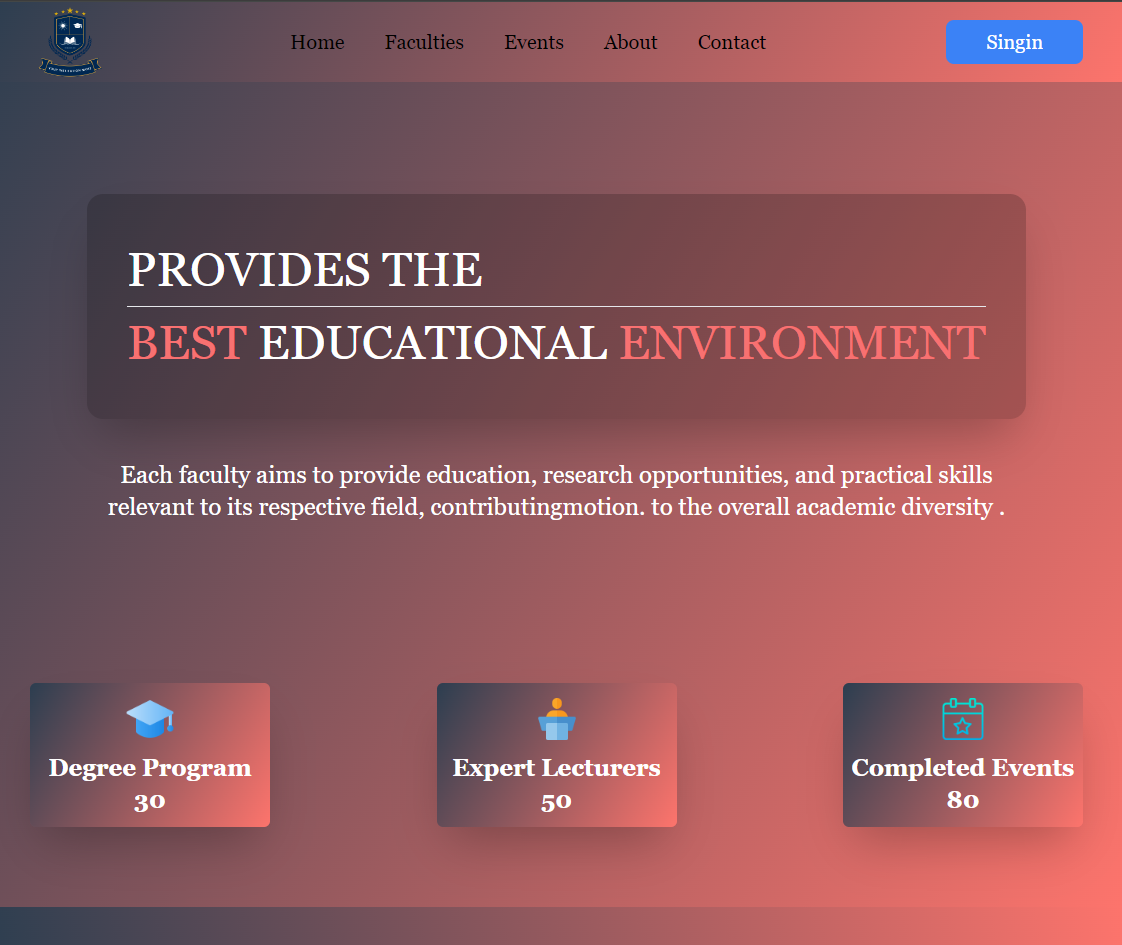 Home Faculties Events About Contact Singin
PROVIDES THE
BEST EDUCATIONAL ENVIRONMENT
Each faculty aims to provide education, research opportunities, and practical skills
relevant to its respective field, contributingmotion. to the overall academic diversity .
Degree Program
30
Expert Lecturers
50
Completed Events
80